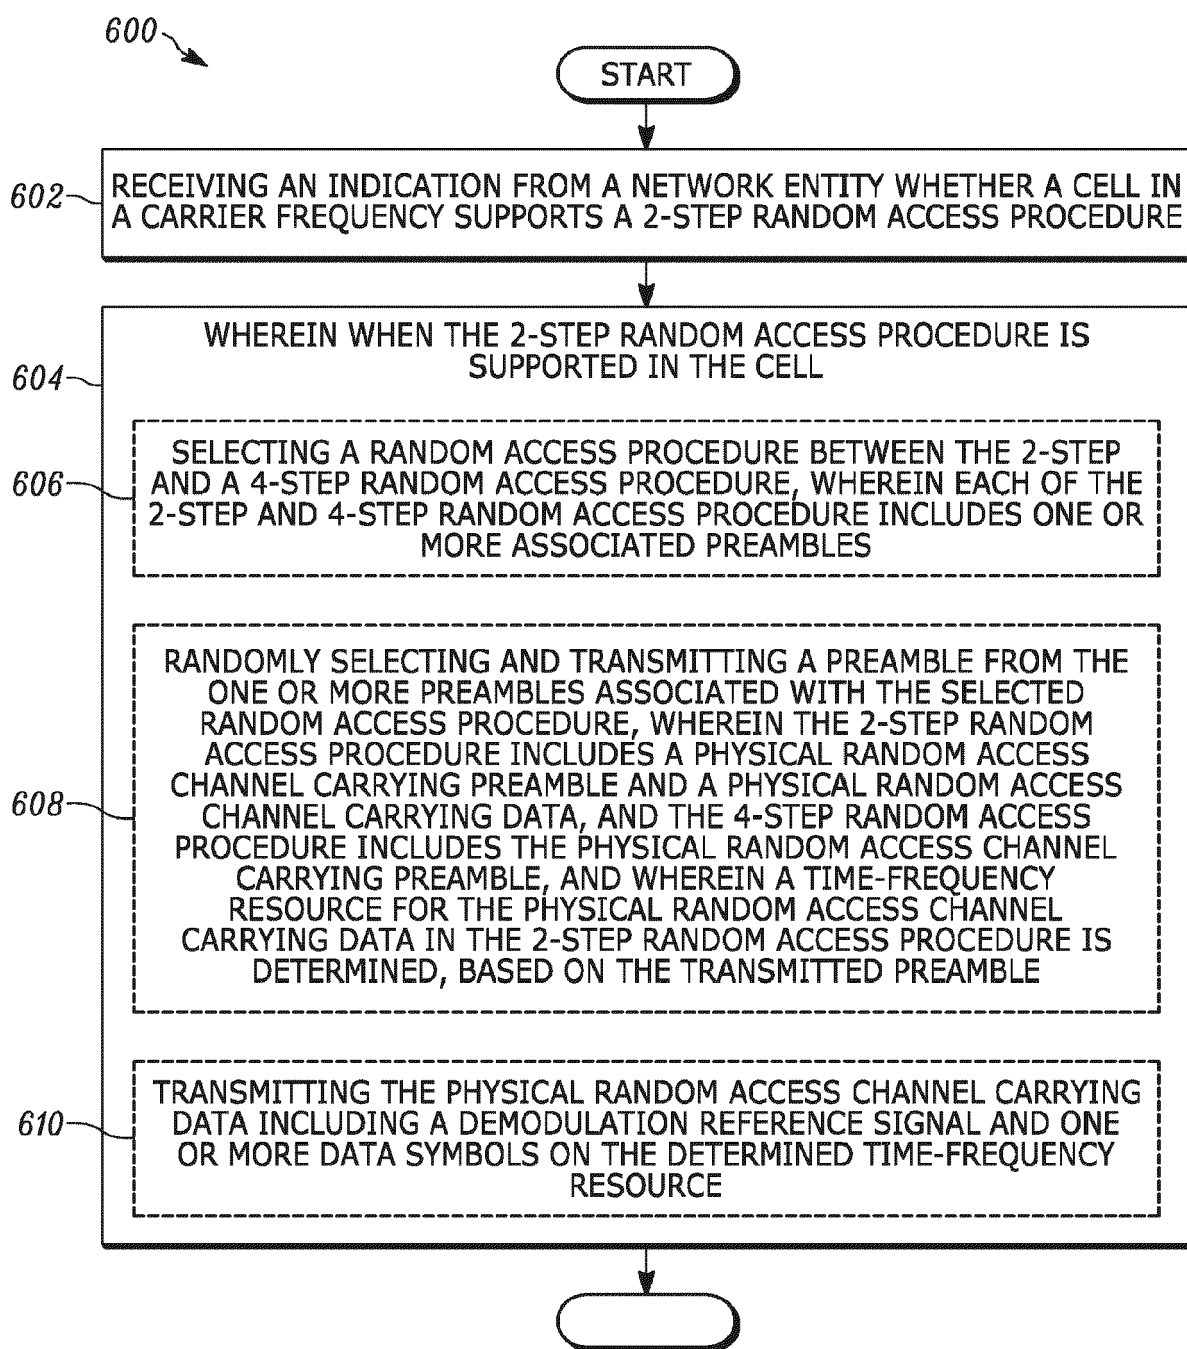 600
START
602
RECEIVING AN INDICATION FROM A NETWORK ENTITY WHETHER A CELL IN
A CARRIER FREQUENCY SUPPORTS A 2-STEP RANDOM ACCESS PROCEDURE
604
WHEREIN WHEN THE 2-STEP RANDOM ACCESS PROCEDURE IS
SUPPORTED IN THE CELL
606
SELECTING A RANDOM ACCESS PROCEDURE BETWEEN THE 2-STEP
AND A 4-STEP RANDOM ACCESS PROCEDURE, WHEREIN EACH OF THE
2-STEP AND 4-STEP RANDOM ACCESS PROCEDURE INCLUDES ONE OR
MORE ASSOCIATED PREAMBLES
608
RANDOMLY SELECTING AND TRANSMITTING A PREAMBLE FROM THE
ONE OR MORE PREAMBLES ASSOCIATED WITH THE SELECTED
RANDOM ACCESS PROCEDURE, WHEREIN THE 2-STEP RANDOM
ACCESS PROCEDURE INCLUDES A PHYSICAL RANDOM ACCESS
CHANNEL CARRYING PREAMBLE AND A PHYSICAL RANDOM ACCESS
CHANNEL CARRYING DATA, AND THE 4-STEP RANDOM ACCESS
PROCEDURE INCLUDES THE PHYSICAL RANDOM ACCESS CHANNEL
CARRYING PREAMBLE, AND WHEREIN A TIME-FREQUENCY
RESOURCE FOR THE PHYSICAL RANDOM ACCESS CHANNEL
CARRYING DATA IN THE 2-STEP RANDOM ACCESS PROCEDURE IS
DETERMINED, BASED ON THE TRANSMITTED PREAMBLE
610
TRANSMITTING THE PHYSICAL RANDOM ACCESS CHANNEL CARRYING
DATA INCLUDING A DEMODULATION REFERENCE SIGNAL AND ONE
OR MORE DATA SYMBOLS ON THE DETERMINED TIME-FREQUENCY
RESOURCE